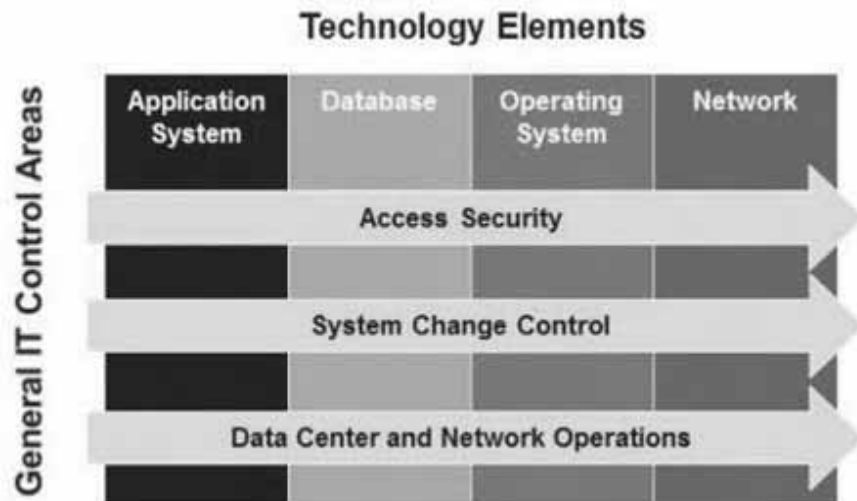 Technology Elements
General IT Control Areas
Application
System
Database
Operating
System
Network
Access Security
System Change Control
Data Center and Network Operations